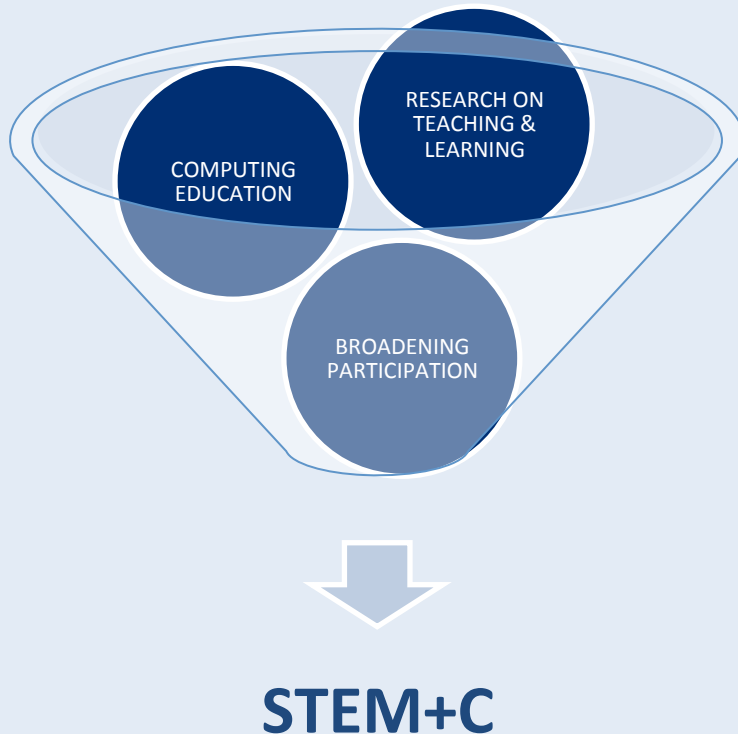 RESEARCH ON
TEACHING &
LEARNING
COMPUTING
EDUCATION
BROADENING
PARTICIPATION
STEM+C